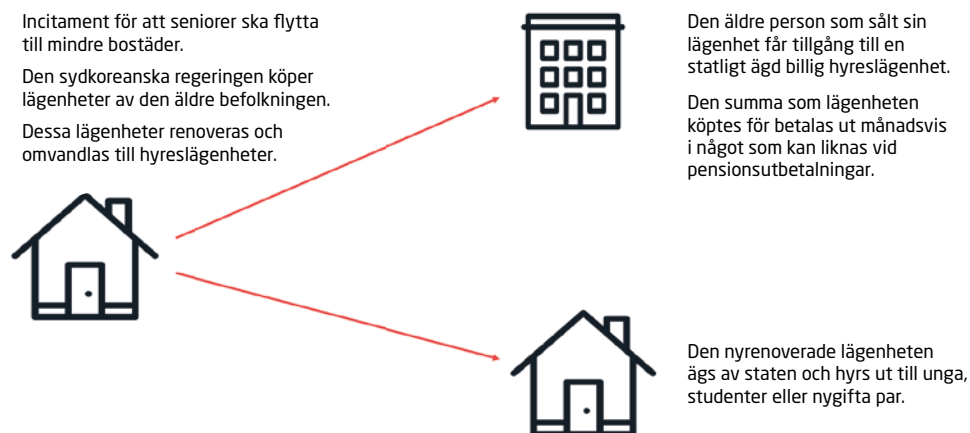 Incitament för att seniorer ska flytta
till mindre bostäder.
Den sydkoreanska regeringen köper
lägenheter av den äldre befolkningen.
Dessa lägenheter renoveras och
omvandlas till hyreslägenheter.
Den äldre person som sålt sin
lägenhet får tillgång till en
statligt ägd billig hyreslägenhet.
Den summa som lägenheten
köptes för betalas ut månadsvis
i något som kan liknas vid
pensionsutbetalningar.
Den nyrenoverade lägenheten
ägs av staten och hyrs ut till unga,
studenter eller nygifta par.